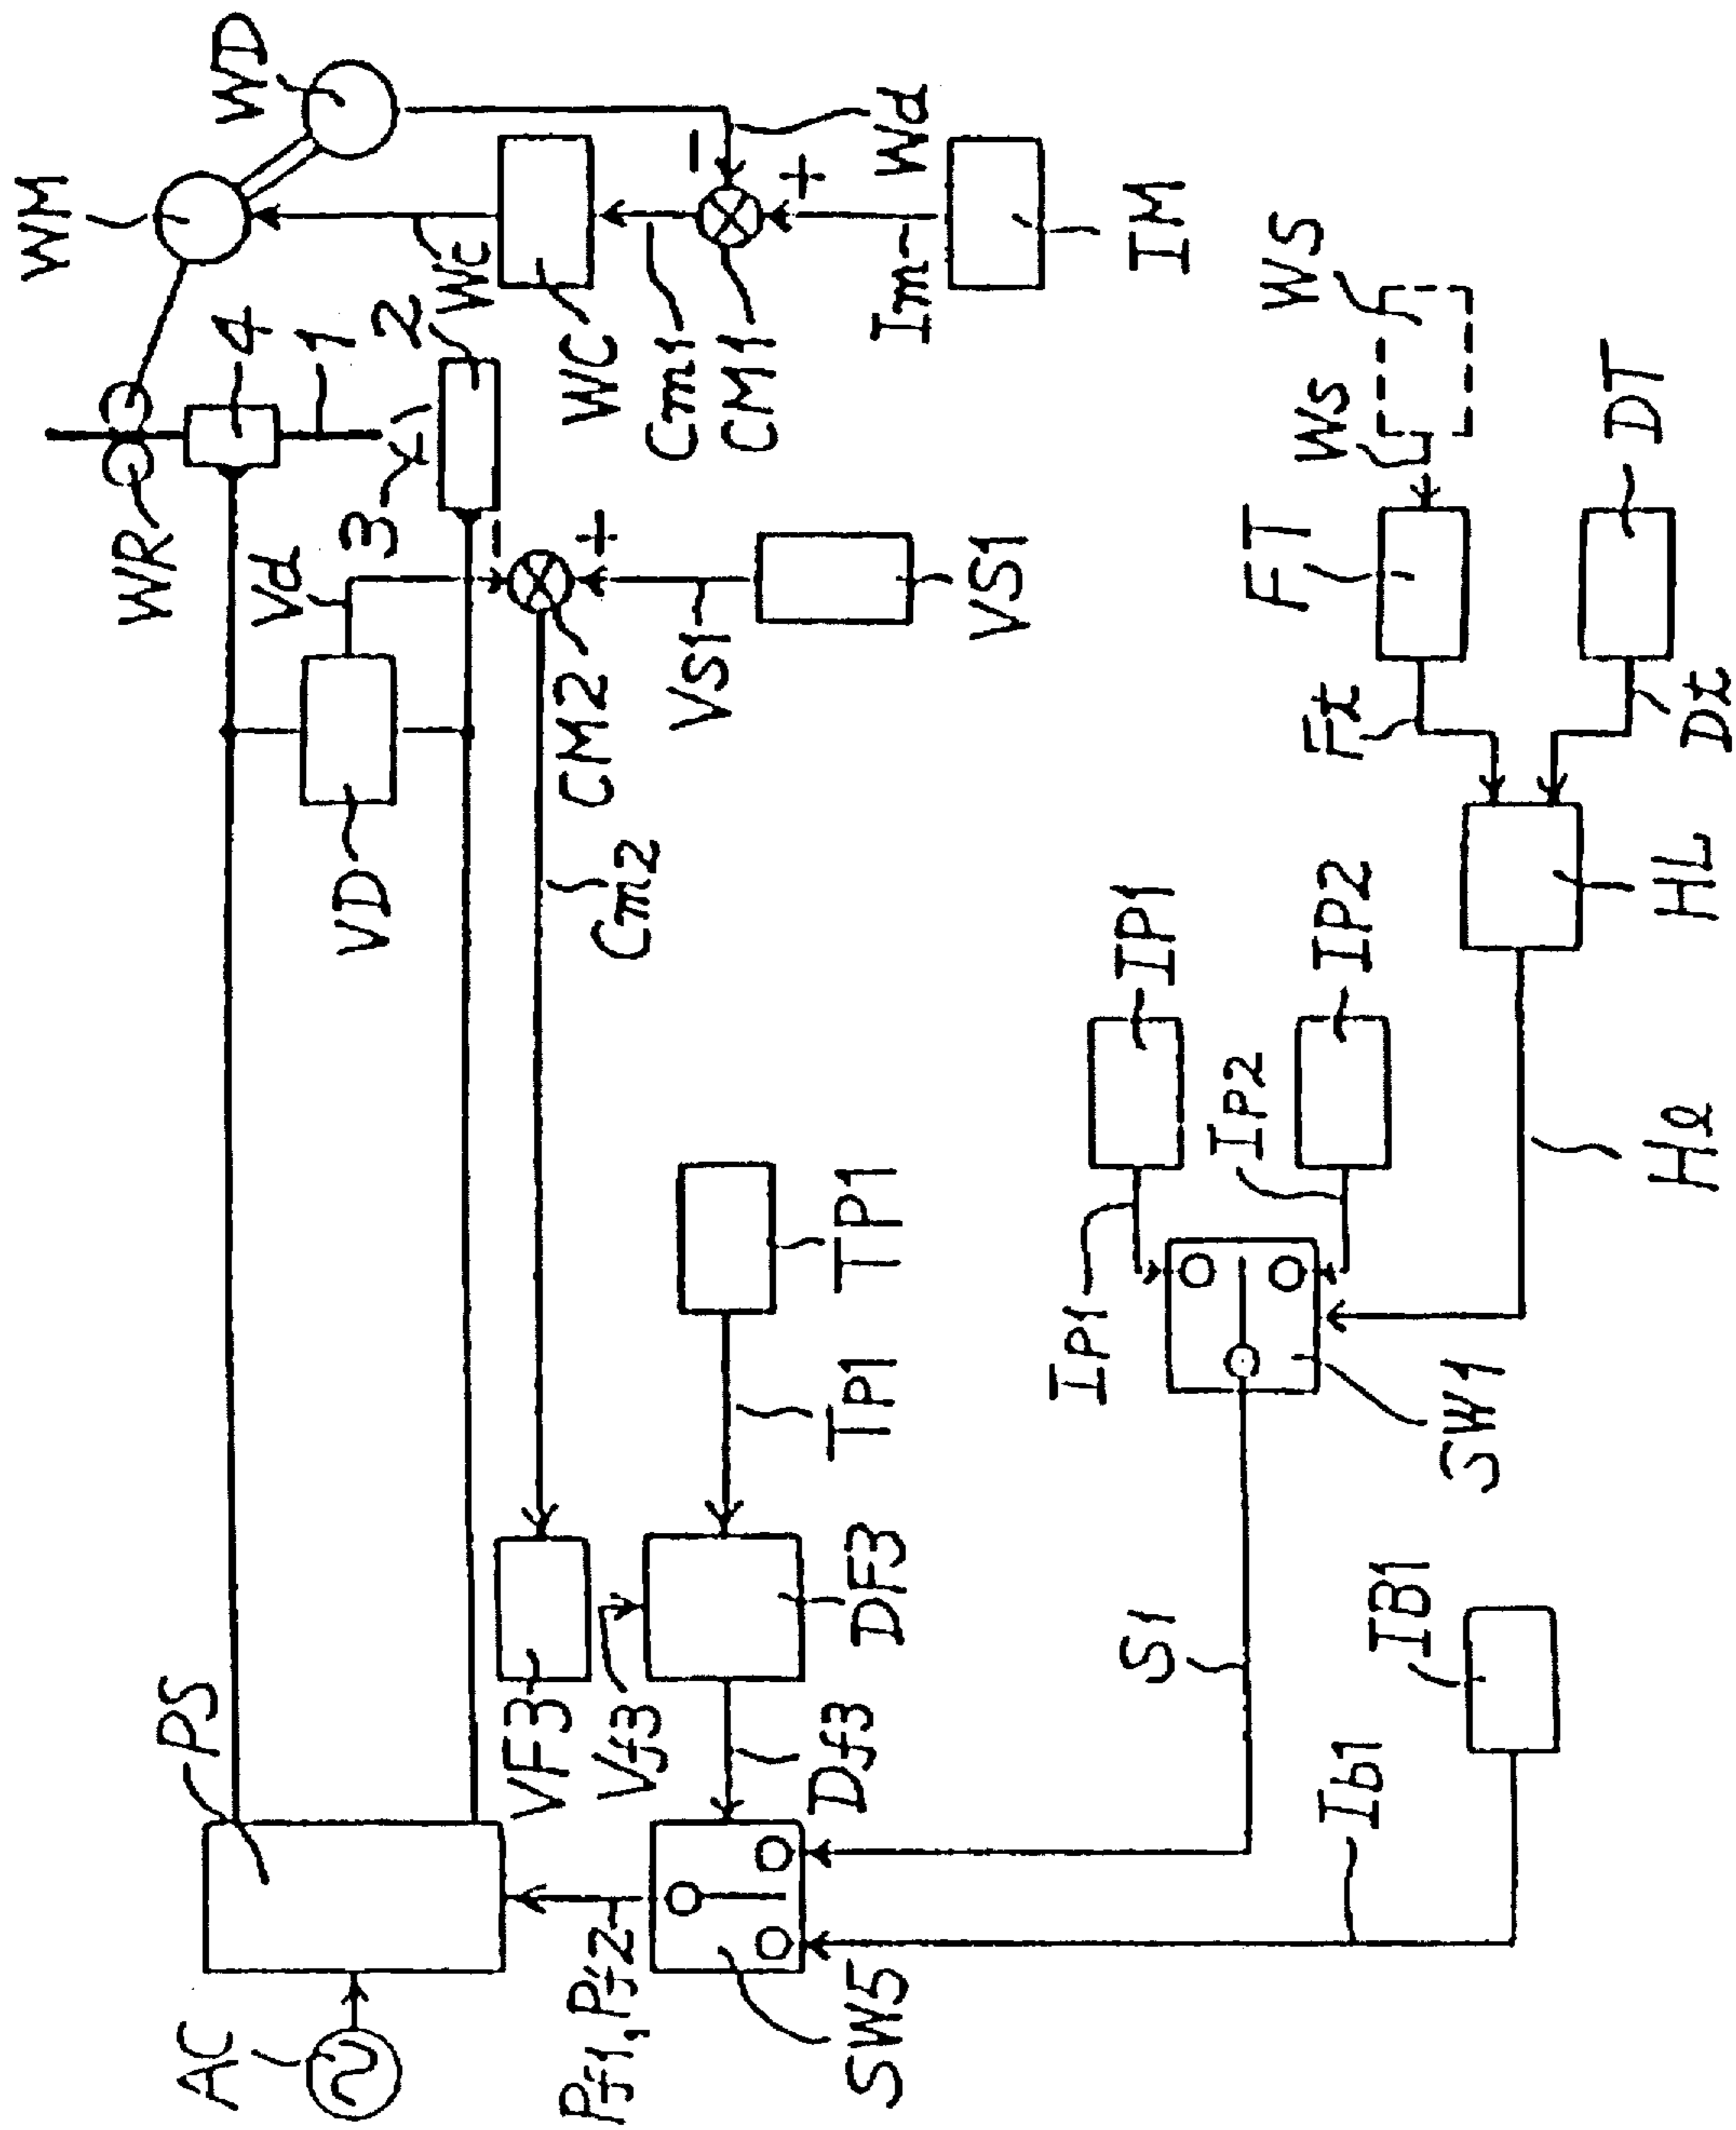 AC
PS
Pf1, Pf2
SW5
VF3
Vf3
Df3
DF3
TP1
TP1
S1
Ib1
IB1
SW1
IP1
IP1
IP2
IP2
Hl
HL
Ft
FT
Dt
DT
Ws
WS
VD
Vd
CM2
Cm2
Vs1
VS1
WR
3
4
1
2
WM
WD
Wc
WC
Cm1
CM1
Im
IM
Wd
-
+
-
+